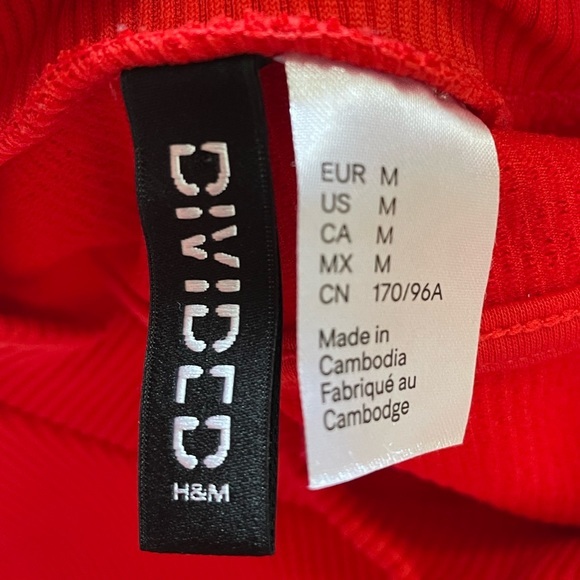 DIVIDED
H&M
EUR M
US M
CA M
MX M
CN 170/96A
Made in
Cambodia
Fabriqué au
Cambodge